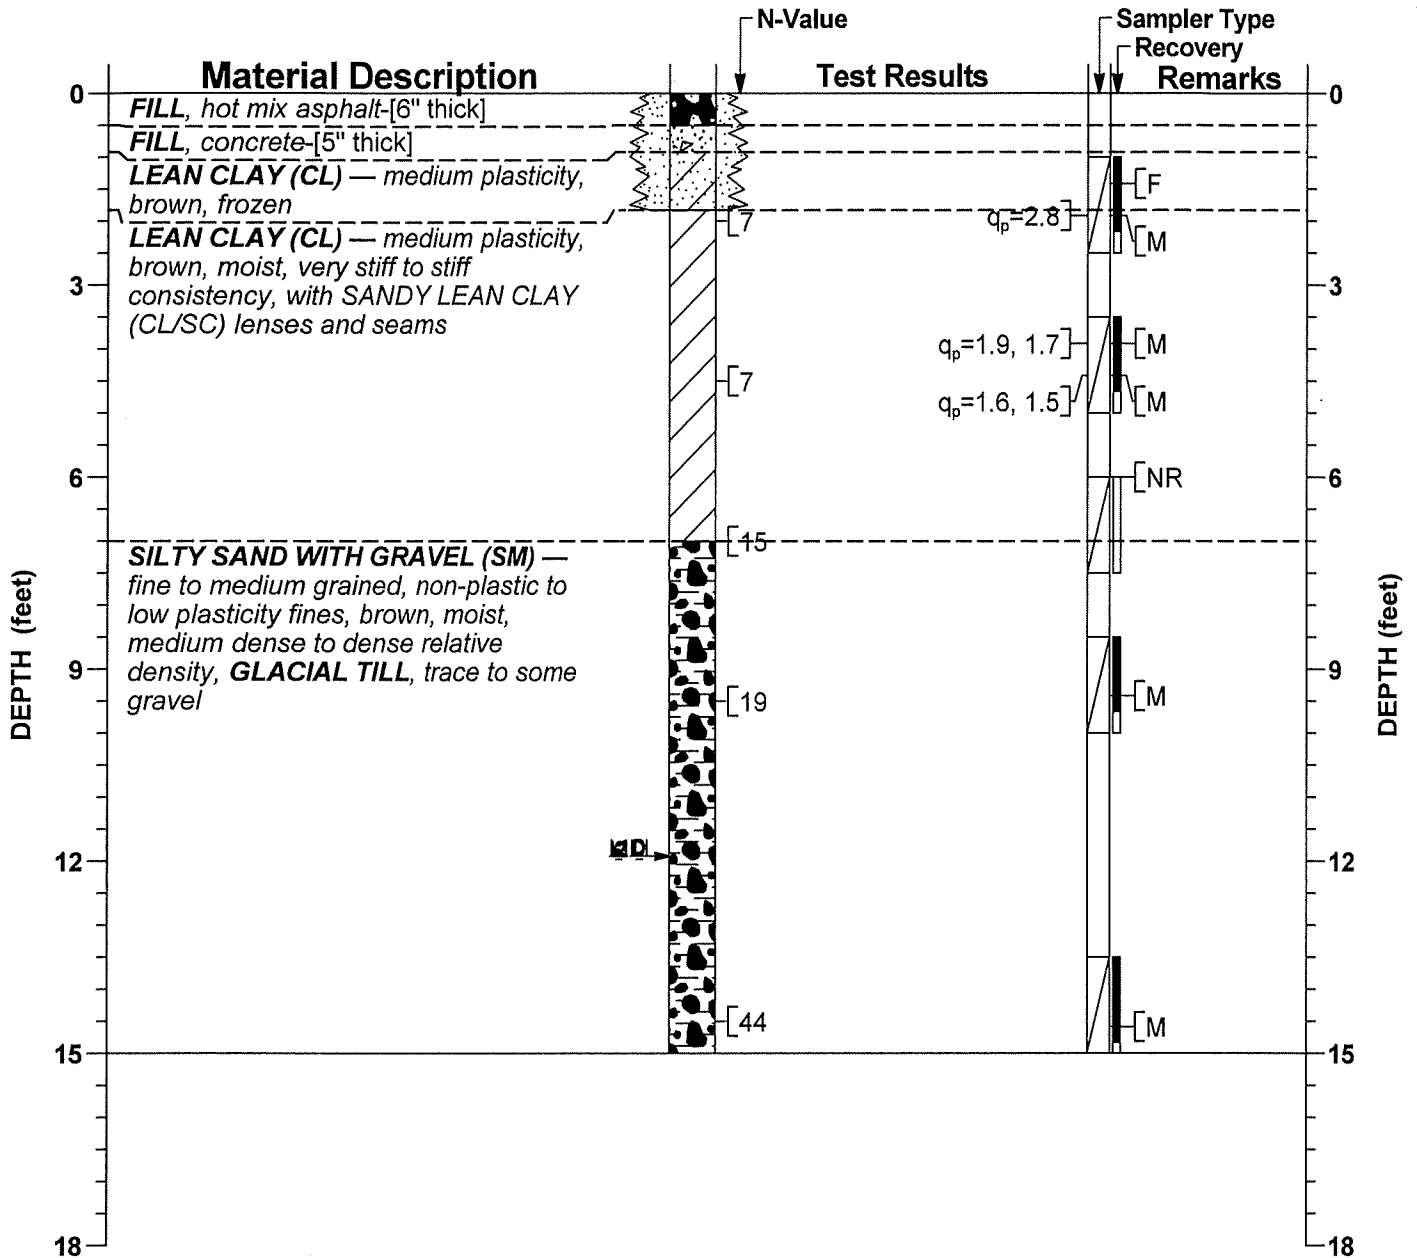 N-Value
Sampler Type
Recovery
Material Description
Test Results
Remarks
0
0
FILL, hot mix asphalt-[6" thick]
FILL, concrete-[5" thick]
LEAN CLAY (CL) — medium plasticity,
brown, frozen
F
7
qp=2.8
LEAN CLAY (CL) — medium plasticity,
brown, moist, very stiff to stiff
consistency, with SANDY LEAN CLAY
(CL/SC) lenses and seams
M
3
3
qp=1.9, 1.7
M
7
qp=1.6, 1.5
M
6
NR
6
15
SILTY SAND WITH GRAVEL (SM) —
fine to medium grained, non-plastic to
low plasticity fines, brown, moist,
medium dense to dense relative
density, GLACIAL TILL, trace to some
gravel
DEPTH (feet)
DEPTH (feet)
9
9
19
M
12
12
44
M
15
15
18
18